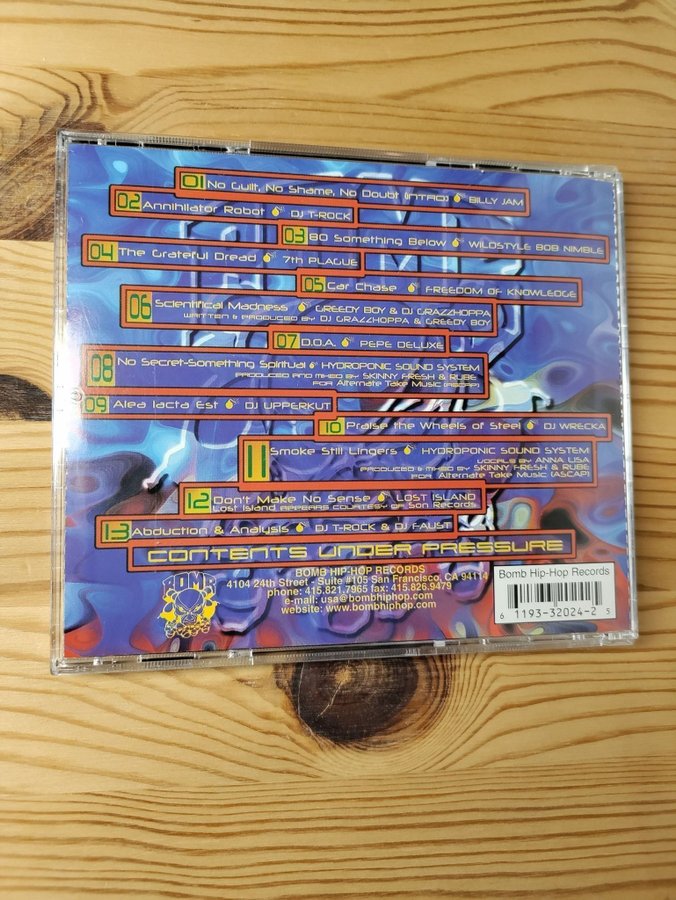 01 No Guilt, No Shame, No Doubt (INTRO) BILLY JAM
02 Annihilator Robot DJ T-ROCK
03 80 Something Below WILDSTYLE BOB NIMBLE
04 The Grateful Dread 7th PLAGUE
05 Car Chase FREEDOM OF KNOWLEDGE
06 Scientifical Madness GREEDY BOY & DJ GRAZZHOPPA
WRITTEN & PRODUCED BY DJ GRAZZHOPPA & GREEDY BOY
07 D.O.A. PEPE DELUXE
08 No Secret-Something Spiritual HYDROPONIC SOUND SYSTEM
PRODUCED AND MIXED BY SKINNY FRESH & RUBE
FOR Alternate Take Music (ASCAP)
09 Alea Iacta Est DJ UPPERKUT
10 Praise the Wheels of Steel DJ WRECKA
11 Smoke Still Lingers HYDROPONIC SOUND SYSTEM
VOCALS BY ANNA LISA
PRODUCED & MIXED BY SKINNY FRESH & RUBE
FOR Alternate Take Music (ASCAP)
12 Don't Make No Sense LOST ISLAND
Lost Island APPEARS COURTESY OF Son Records
13 Abduction & Analysis DJ T-ROCK & DJ FAUST
CONTENTS UNDER PRESSURE
BOMB
BOMB HIP-HOP RECORDS
4104 24th Street - Suite #105 San Francisco, CA 94114
phone: 415.821.7965 fax: 415.826.9479
e-mail: usa@bombhiphop.com
website: www.bombhiphop.com
Bomb Hip-Hop Records
6 1193-32024-2 5